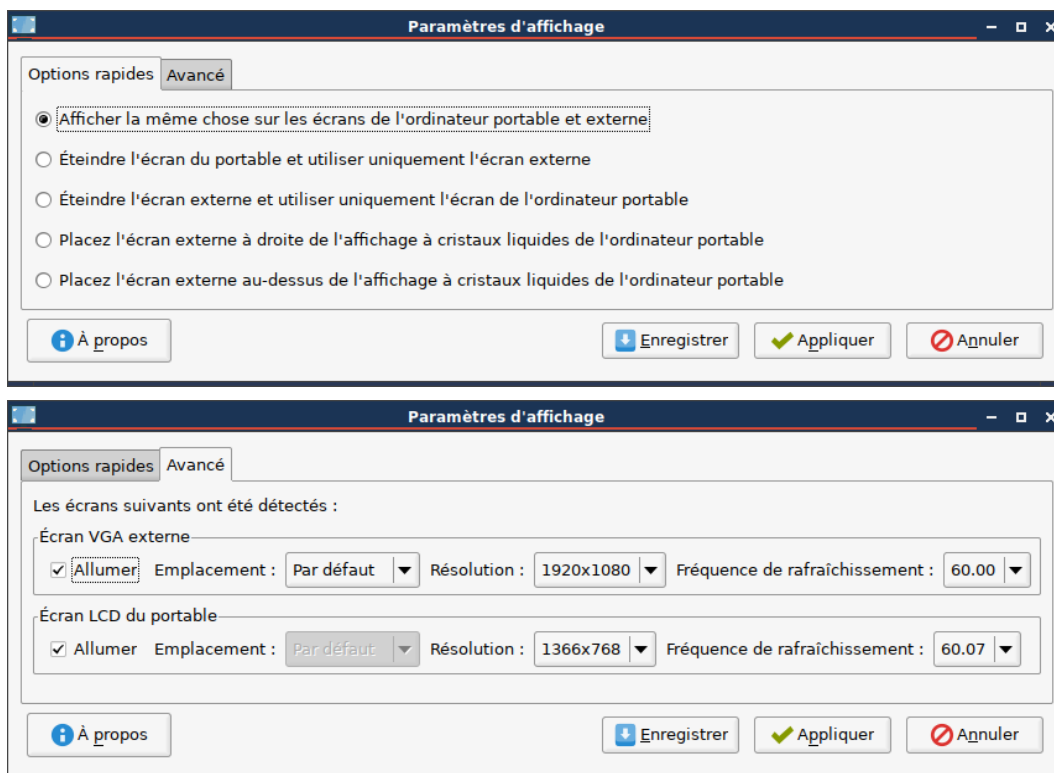 Paramètres d'affichage
Options rapides Avancé
Afficher la même chose sur les écrans de l'ordinateur portable et externe
Éteindre l'écran du portable et utiliser uniquement l'écran externe
Éteindre l'écran externe et utiliser uniquement l'écran de l'ordinateur portable
Placez l'écran externe à droite de l'affichage à cristaux liquides de l'ordinateur portable
Placez l'écran externe au-dessus de l'affichage à cristaux liquides de l'ordinateur portable
À propos Enregistrer Appliquer Annuler
Paramètres d'affichage
Options rapides Avancé
Les écrans suivants ont été détectés :
Écran VGA externe
Allumer Emplacement : Par défaut Résolution : 1920x1080 Fréquence de rafraîchissement : 60.00
Écran LCD du portable
Allumer Emplacement : Par défaut Résolution : 1366x768 Fréquence de rafraîchissement : 60.07
À propos Enregistrer Appliquer Annuler